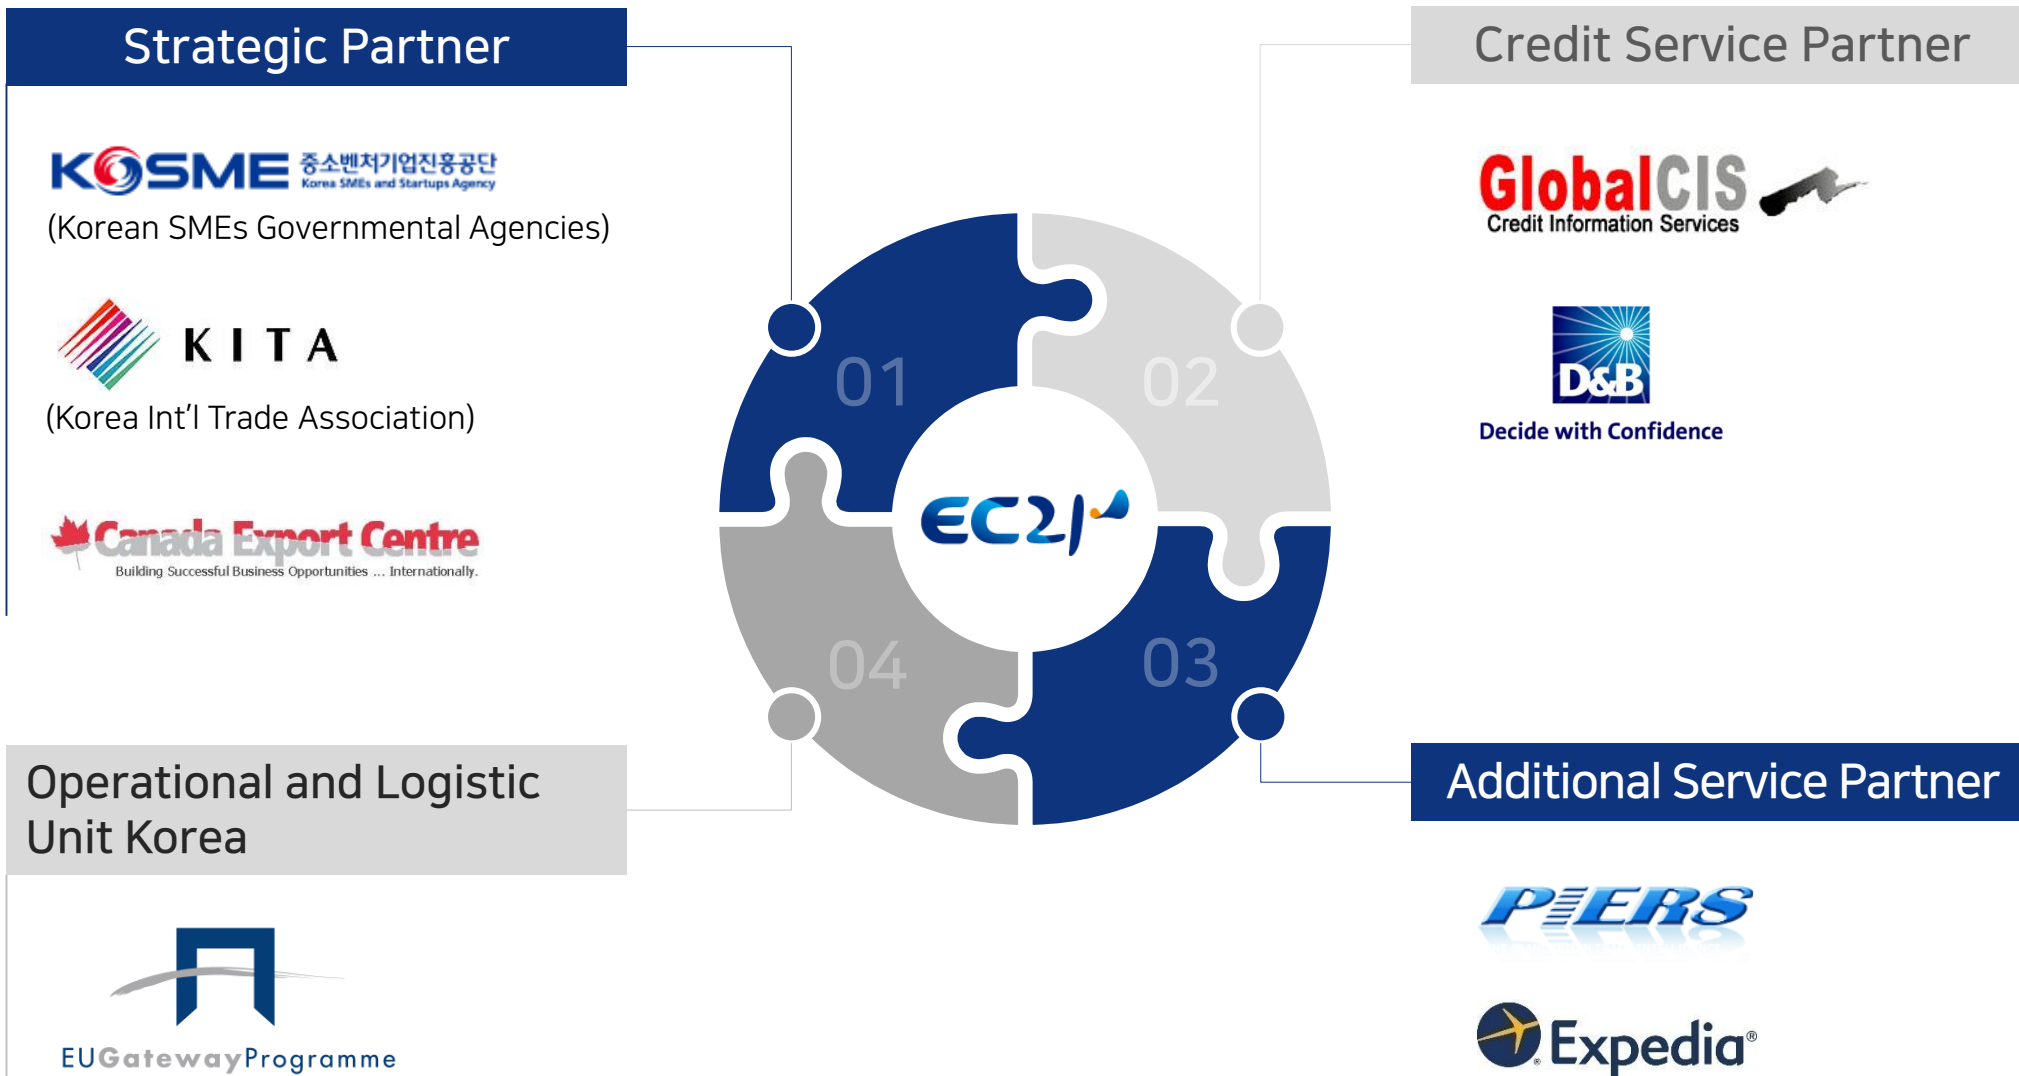 Strategic Partner
KOSME 중소벤처기업진흥공단
Korea SMEs and Startups Agency
(Korean SMEs Governmental Agencies)
KITA
(Korea Int'l Trade Association)
Canada Export Centre
Building Successful Business Opportunities ... Internationally.
Credit Service Partner
GlobalCIS
Credit Information Services
D&B
Decide with Confidence
01
02
EC21
04
03
Operational and Logistic
Unit Korea
EUGatewayProgramme
Additional Service Partner
PIERS
Expedia®